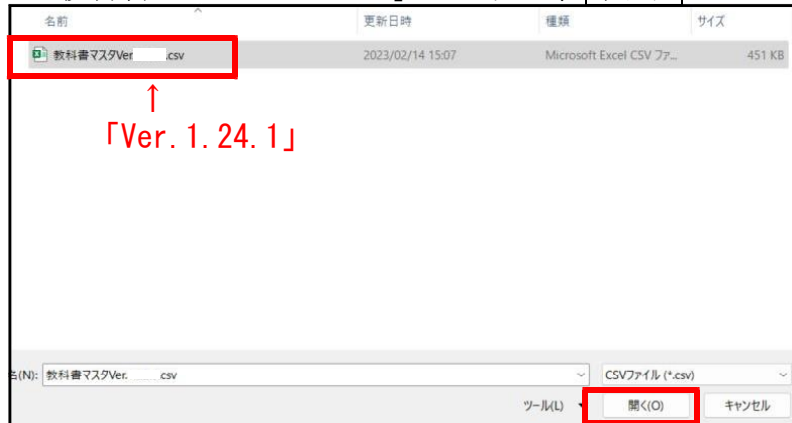 名前 更新日時 種類 サイズ
教科書マスタVer .csv 2023/02/14 15:07 Microsoft Excel CSV ファ... 451 KB
↑
「Ver.1.24.1」
名(N): 教科書マスタVer. csv CSVファイル (*.csv)
ツール(L) 開く(O) キャンセル